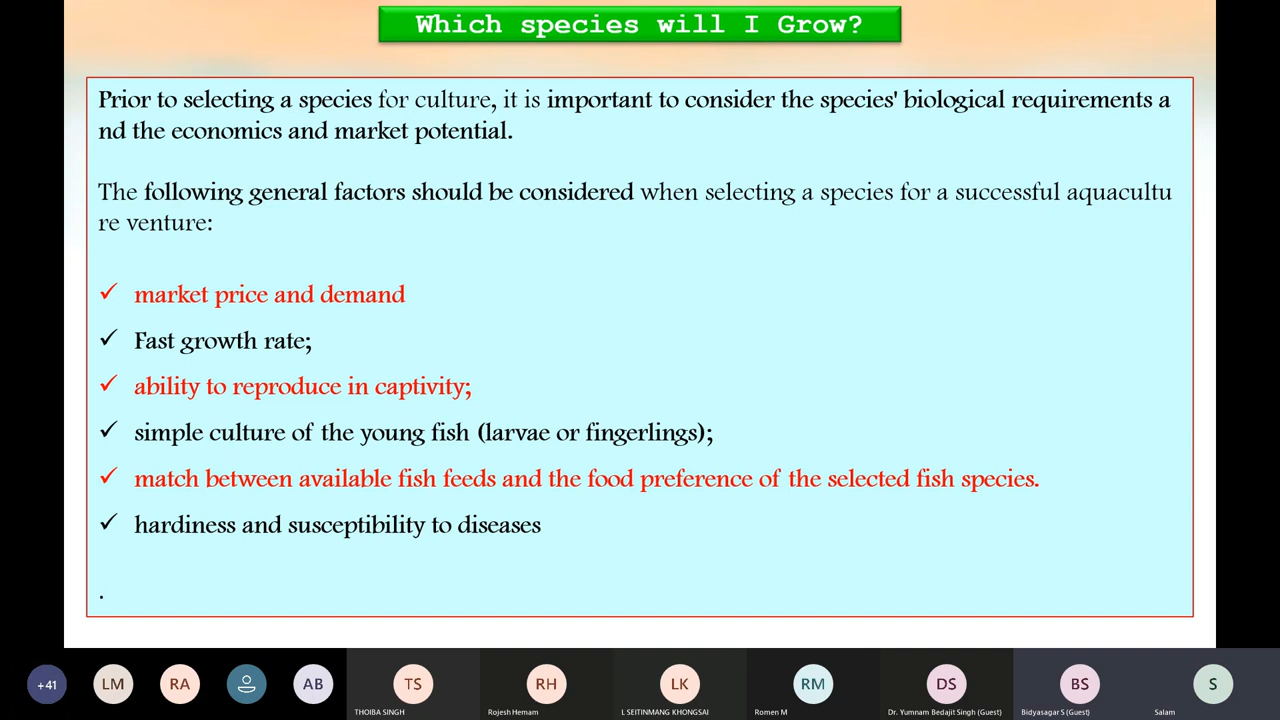 Which species will I Grow?
Prior to selecting a species for culture, it is important to consider the species' biological requirements a
nd the economics and market potential.
The following general factors should be considered when selecting a species for a successful aquacultu
re venture:
✓ market price and demand
✓ Fast growth rate;
✓ ability to reproduce in captivity;
✓ simple culture of the young fish (larvae or fingerlings);
✓ match between available fish feeds and the food preference of the selected fish species.
✓ hardiness and susceptibility to diseases
.
+41 LM RA AB TS RH LK RM DS BS S
THOIBA SINGH Rojesh Hemam L SEITINMANG KHONGSAI Romen M Dr. Yumnam Bedajit Singh (Guest) Bidyasagar S (Guest) Salam